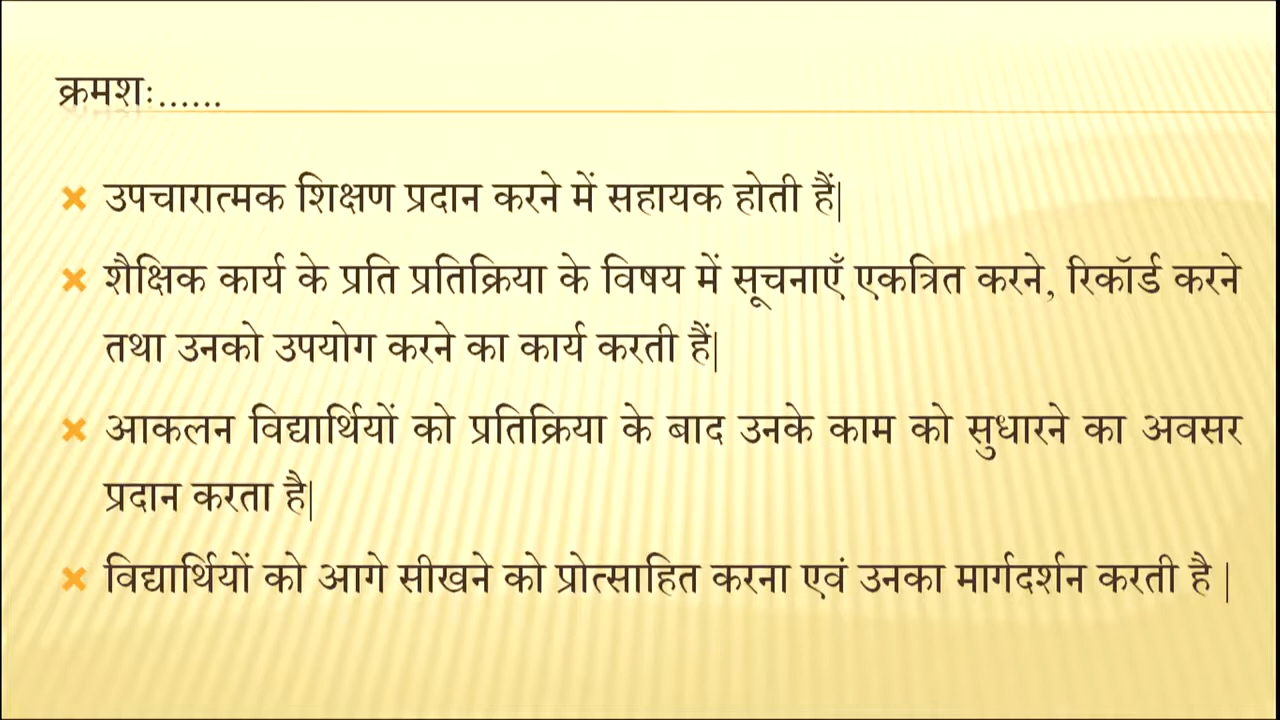 क्रमशः......
उपचारात्मक शिक्षण प्रदान करने में सहायक होती हैं|
शैक्षिक कार्य के प्रति प्रतिक्रिया के विषय में सूचनाएँ एकत्रित करने, रिकॉर्ड करने
तथा उनको उपयोग करने का कार्य करती हैं|
आकलन विद्यार्थियों को प्रतिक्रिया के बाद उनके काम को सुधारने का अवसर
प्रदान करता है|
विद्यार्थियों को आगे सीखने को प्रोत्साहित करना एवं उनका मार्गदर्शन करती है |